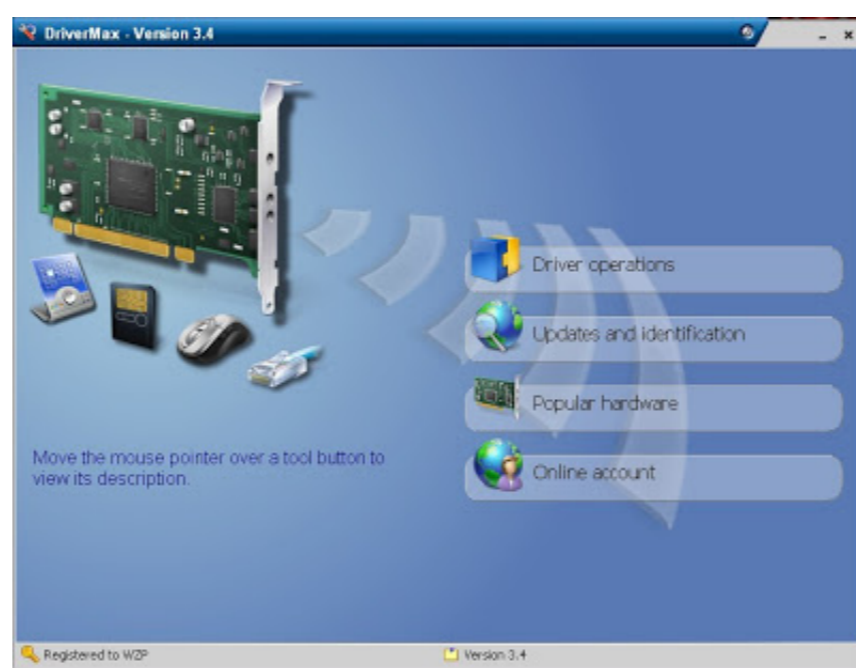 DriverMax - Version 3.4
Driver operations
Updates and identification
Popular hardware
Online account
Move the mouse pointer over a tool button to
view its description.
Registered to WZP
Version 3.4